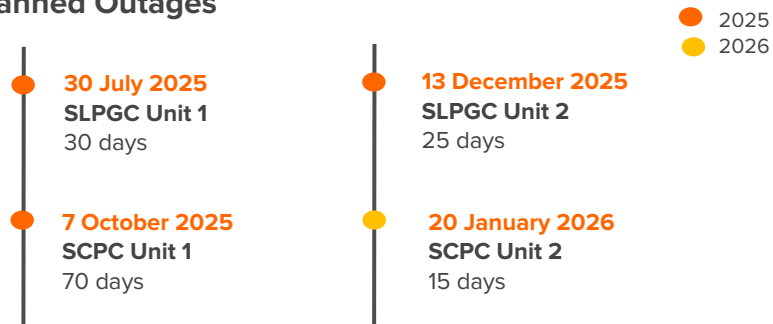 Outages
2025
2026
30 July 2025
SLPGC Unit 1
30 days
7 October 2025
SCPC Unit 1
70 days
13 December 2025
SLPGC Unit 2
25 days
20 January 2026
SCPC Unit 2
15 days